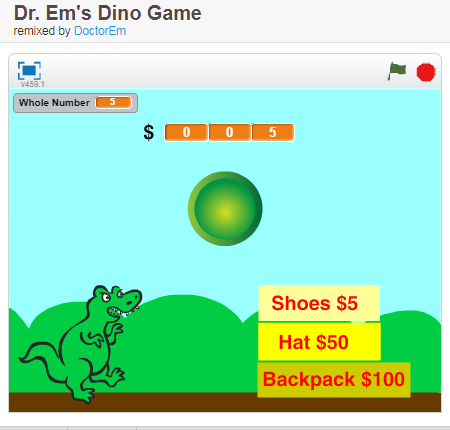 Dr. Em's Dino Game
remixed by DoctorEm
v459.1
Whole Number 5
$ 0 0 5
Shoes $5
Hat $50
Backpack $100